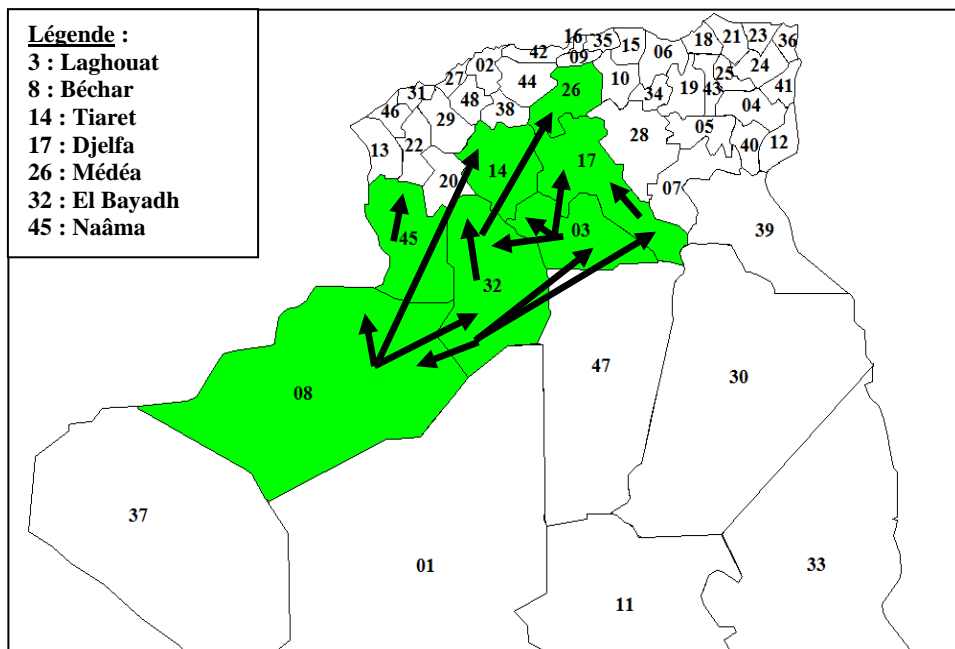 Légende :
3 : Laghouat
8 : Béchar
14 : Tiaret
17 : Djelfa
26 : Médéa
32 : El Bayadh
45 : Naâma
16 35 15 06 18 21 23 36
42 09
27 02 44 10 34 19 43 25 24 41
31 48 38 26 04
46 29 28 05
13 22 40 12
20 14 17 07
45 03 39
32
08 47 30
37
01 33
11